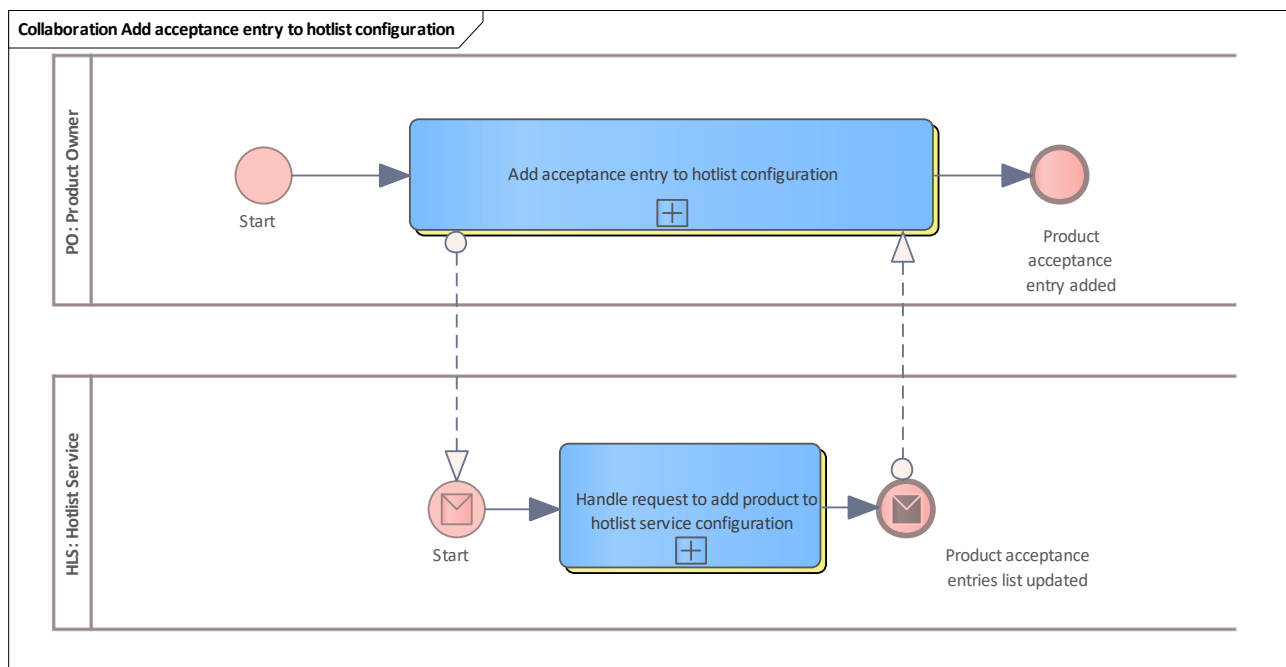 Collaboration Add acceptance entry to hotlist configuration
PO: Product Owner
Start
Add acceptance entry to hotlist configuration
Product
acceptance
entry added
HLS: Hotlist Service
Start
Handle request to add product to
hotlist service configuration
Product acceptance
entries list updated